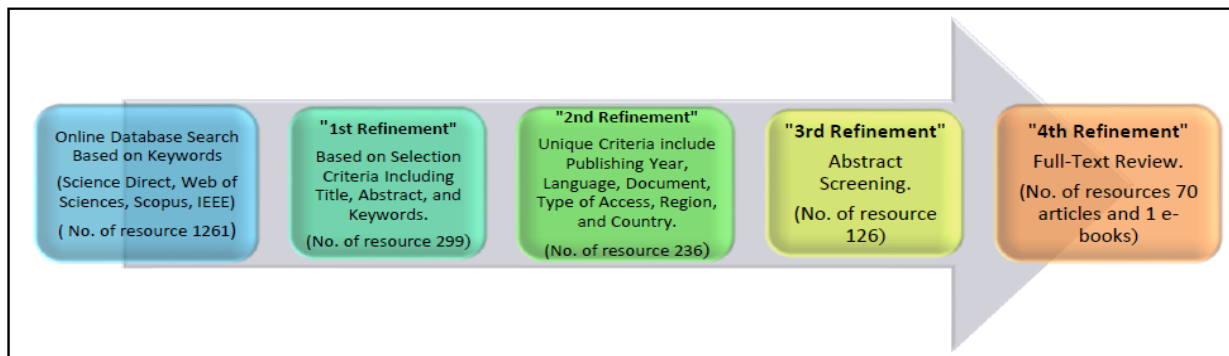 Online Database Search
Based on Keywords
(Science Direct, Web of
Sciences, Scopus, IEEE)
( No. of resource 1261)
"1st Refinement"
Based on Selection
Criteria Including
Title, Abstract, and
Keywords.
(No. of resource 299)
"2nd Refinement"
Unique Criteria include
Publishing Year,
Language, Document,
Type of Access, Region,
and Country.
(No. of resource 236)
"3rd Refinement"
Abstract
Screening.
(No. of resource
126)
"4th Refinement"
Full-Text Review.
(No. of resources 70
articles and 1 e-
books)